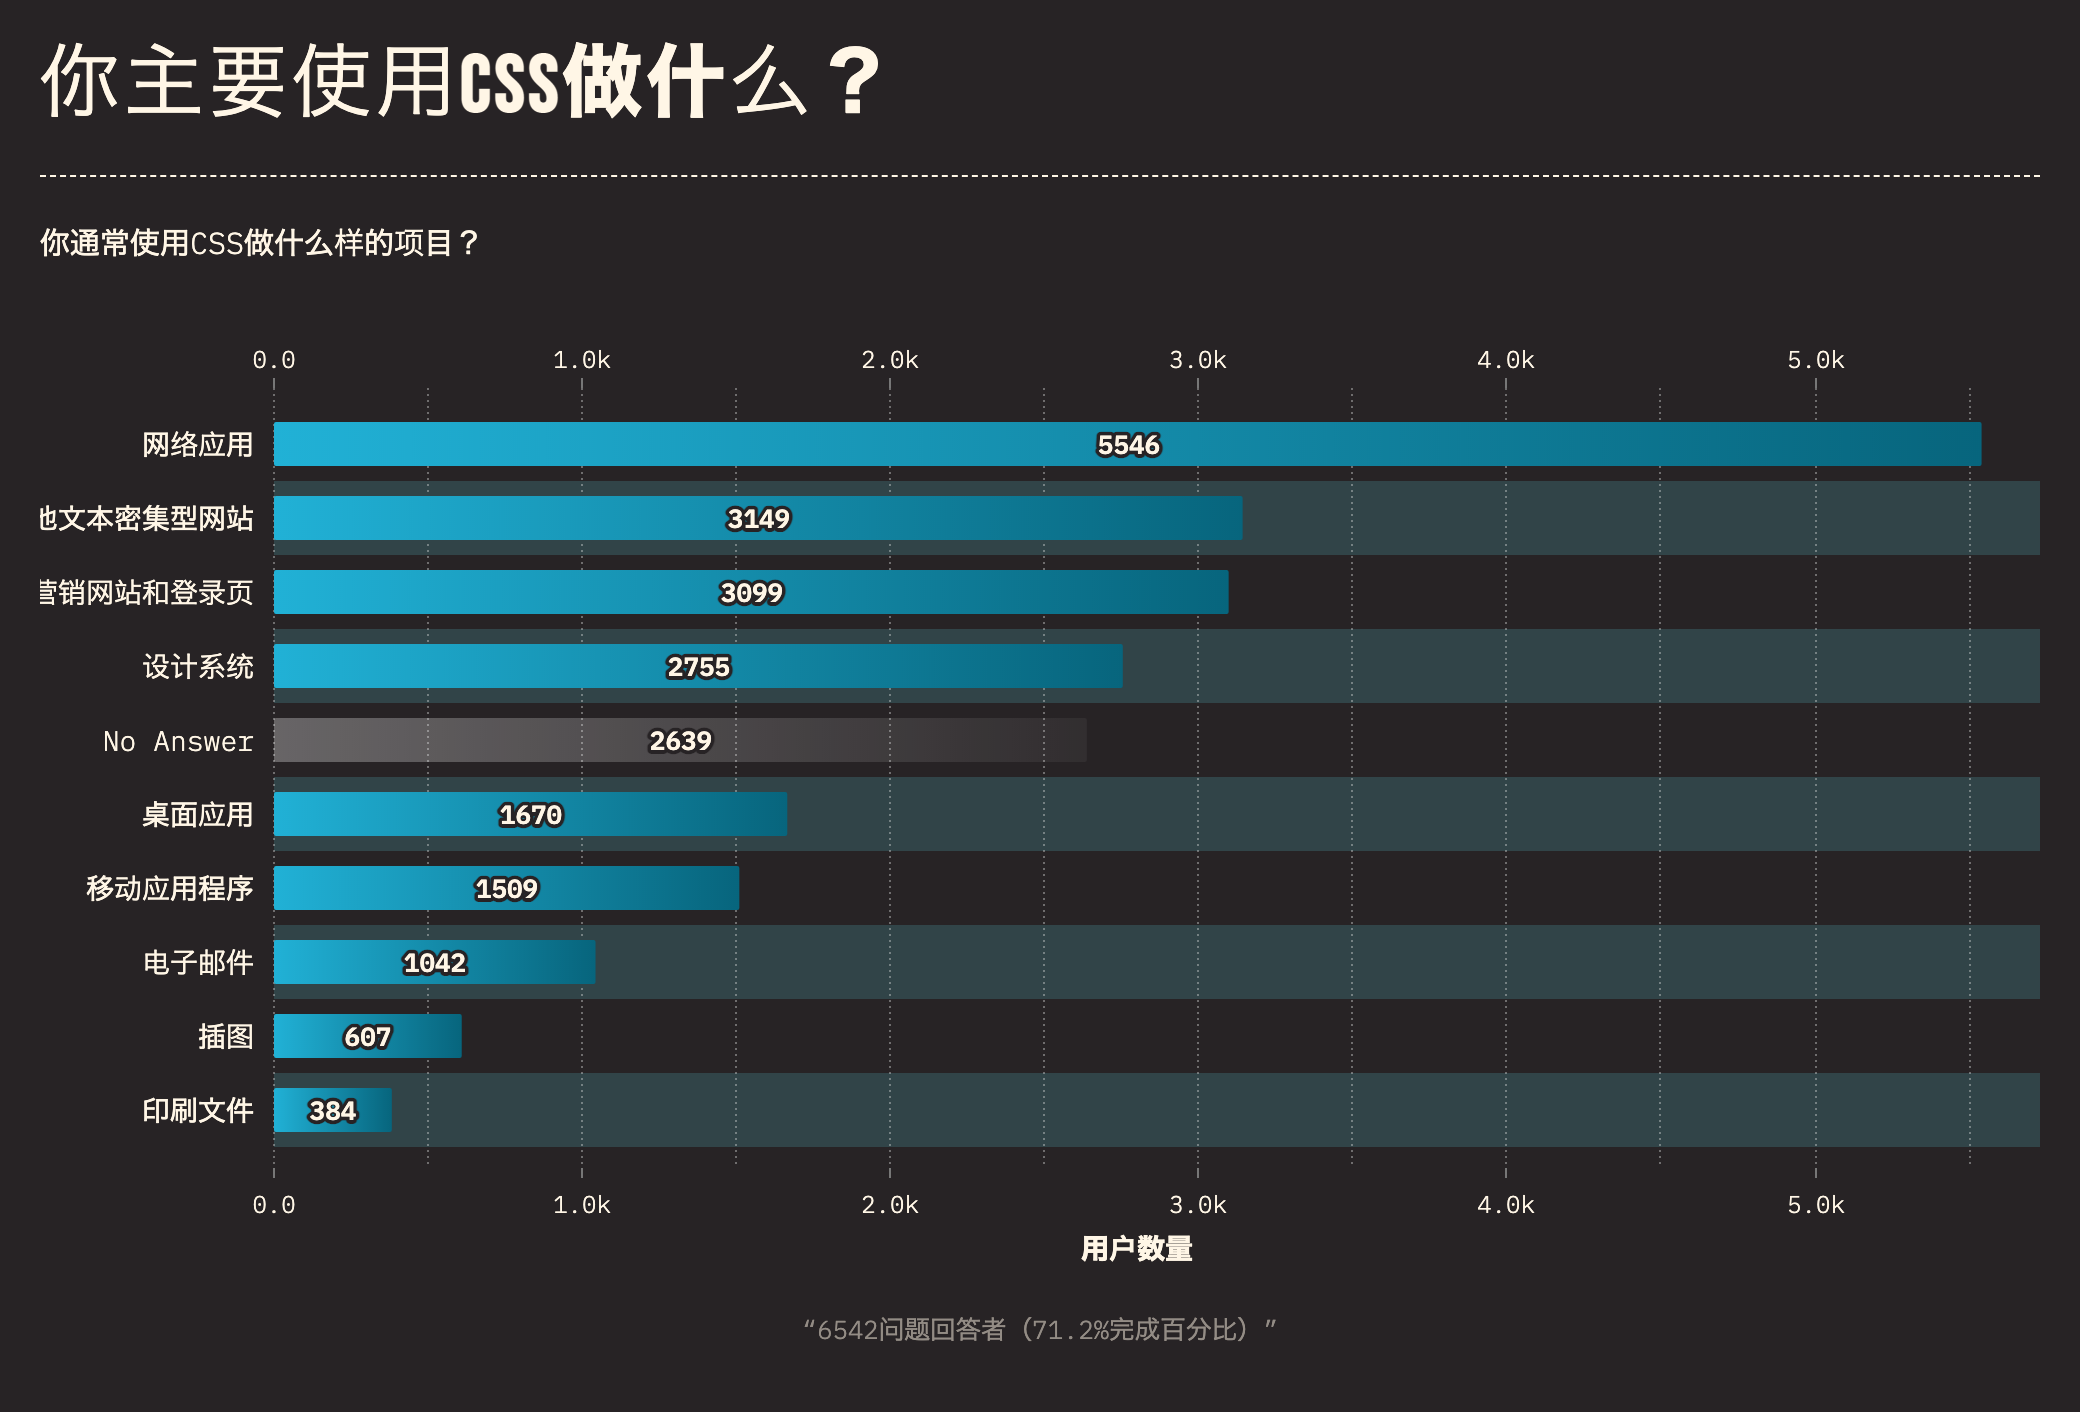 你主要使用CSS做什么？
你通常使用CSS做什么样的项目？
0.0 1.0k 2.0k 3.0k 4.0k 5.0k
网络应用 5546
文本密集型网站 3149
营销网站和登录页 3099
设计系统 2755
No Answer 2639
桌面应用 1670
移动应用程序 1509
电子邮件 1042
插图 607
印刷文件 384
0.0 1.0k 2.0k 3.0k 4.0k 5.0k
用户数量
“6542问题回答者（71.2%完成百分比）”